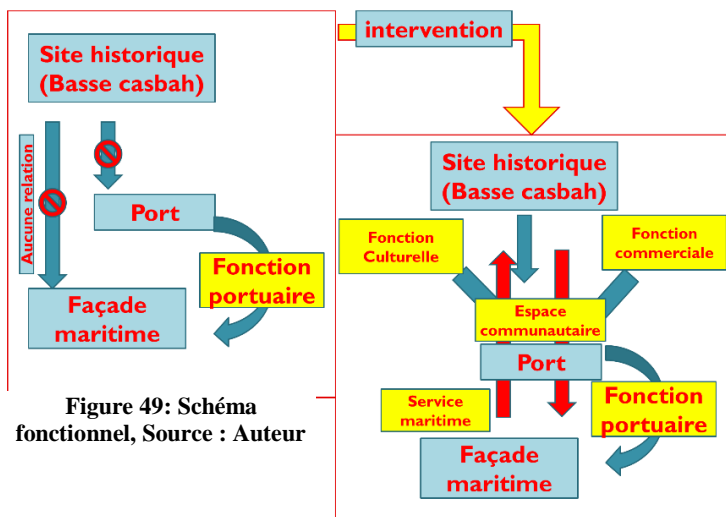 Site historique
(Basse casbah)
Aucune relation
Port
Fonction
portuaire
Façade
maritime
Figure 49: Schéma
fonctionnel, Source : Auteur
intervention
Site historique
(Basse casbah)
Fonction
Culturelle
Fonction
commerciale
Espace
communautaire
Port
Service
maritime
Fonction
portuaire
Façade
maritime